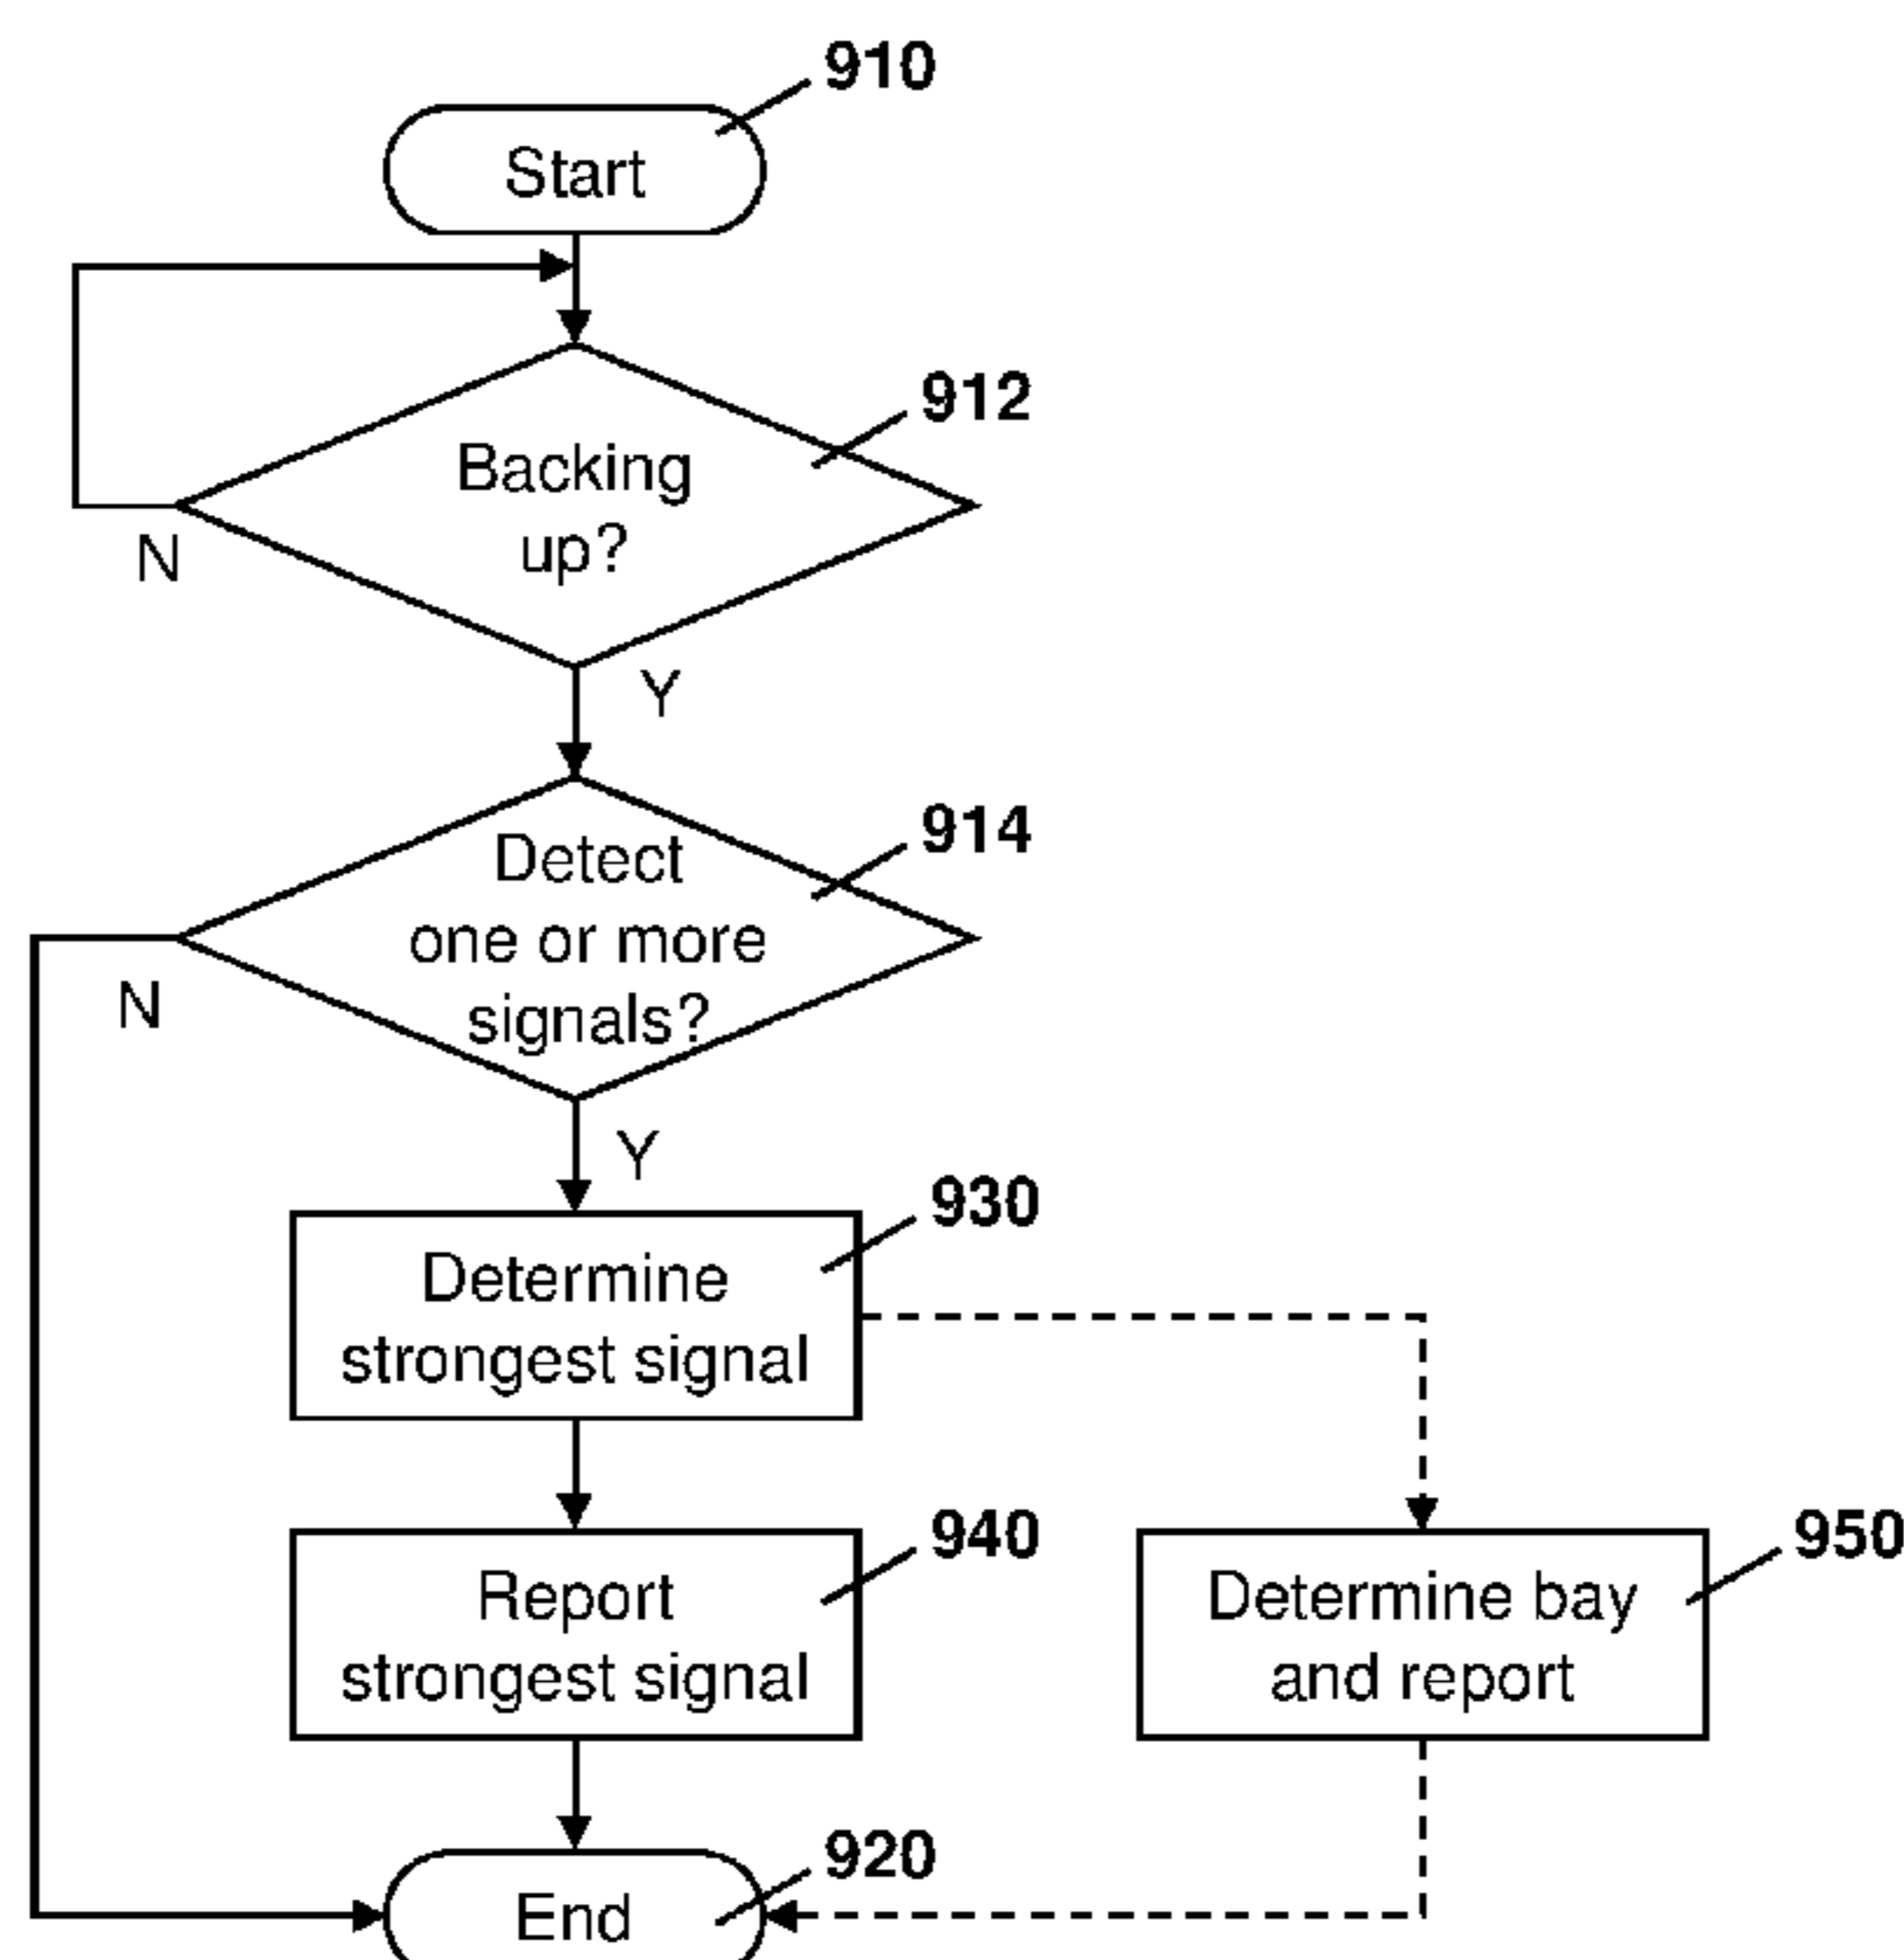 910
Start
912
Backing
up?
N
Y
914
Detect
one or more
signals?
N
Y
930
Determine
strongest signal
940
Report
strongest signal
950
Determine bay
and report
920
End